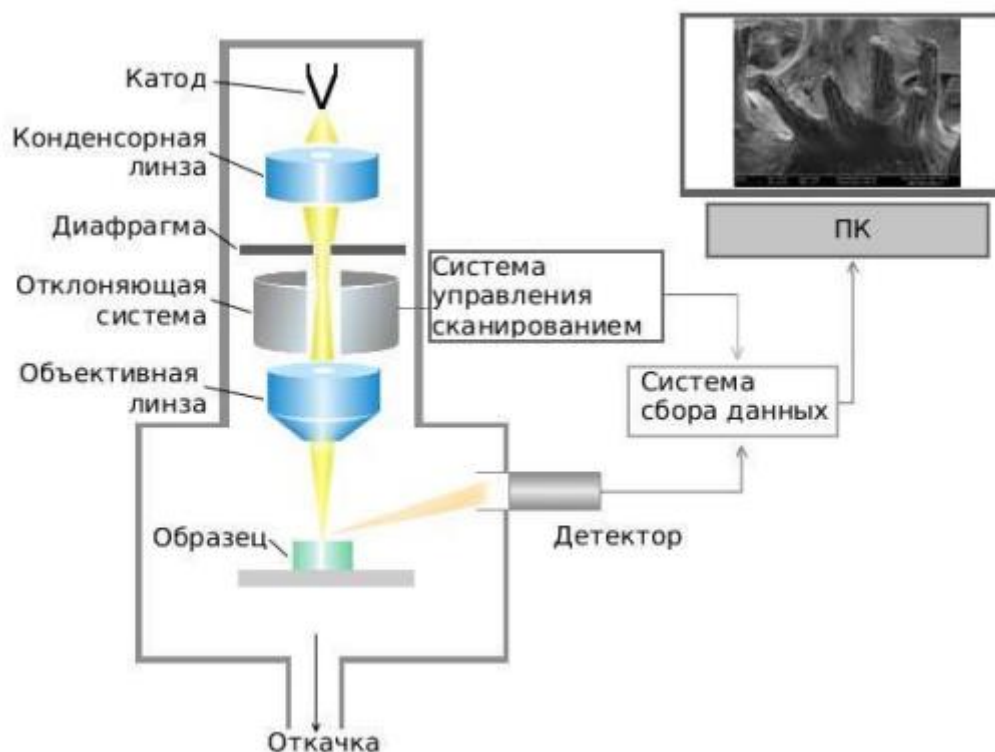 Катод
Конденсорная
линза
Диафрагма
Отклоняющая
система
Объективная
линза
Образец
Откачка
Система
управления
сканированием
Детектор
Система
сбора данных
ПК